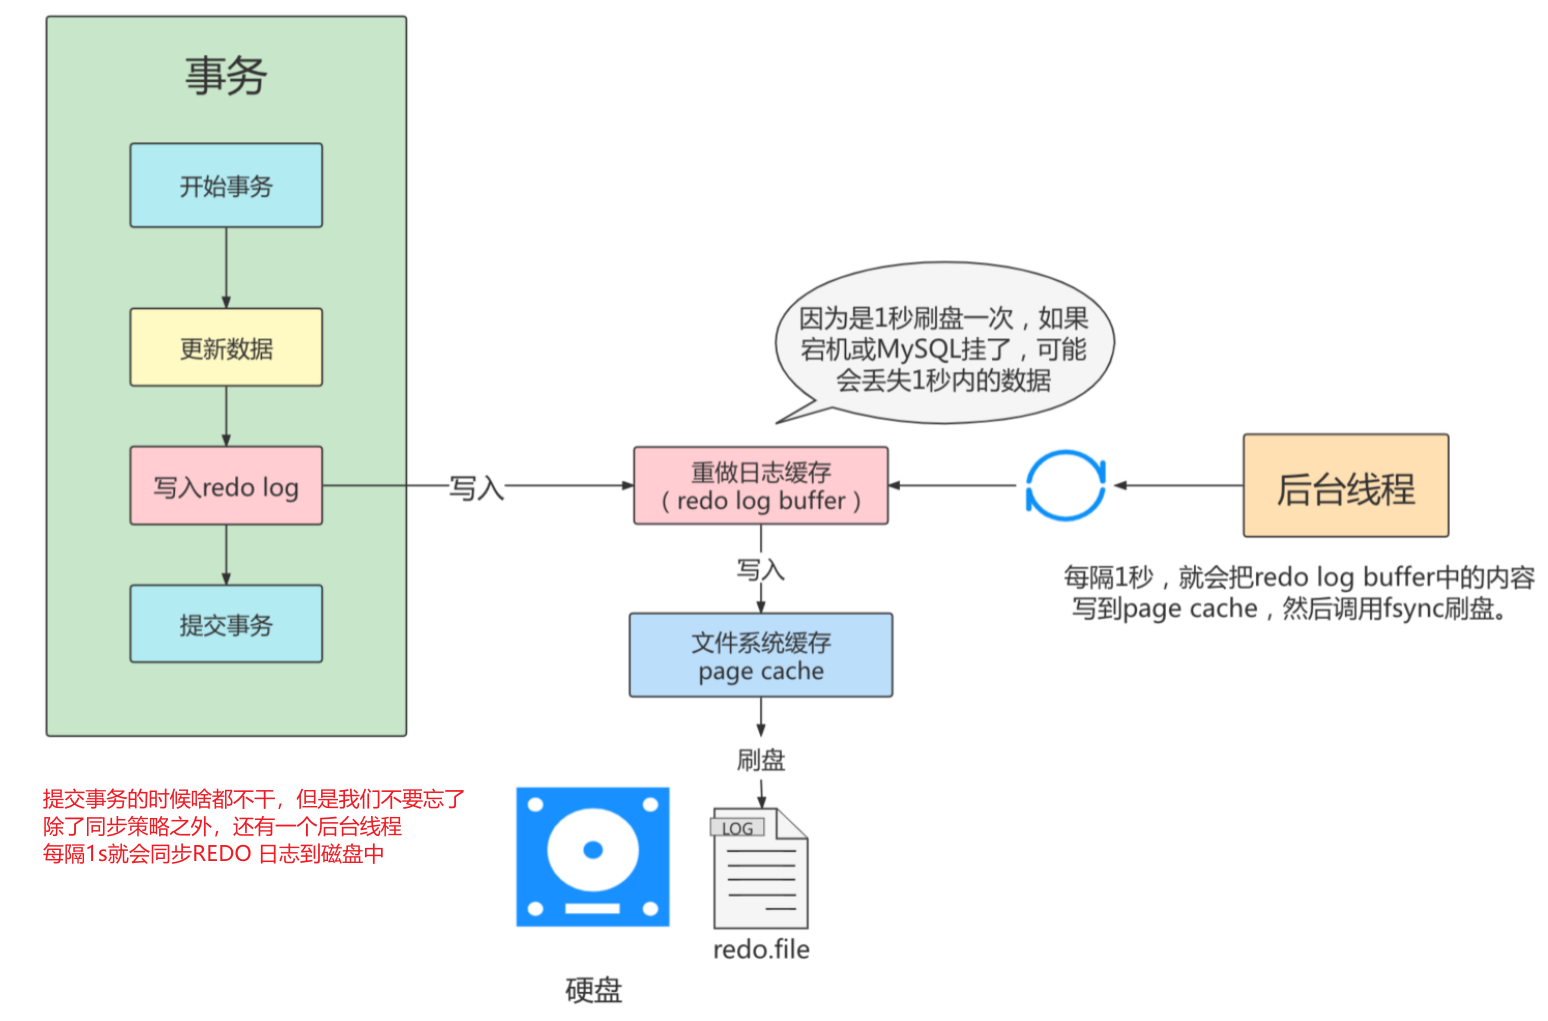 事务
开始事务
更新数据
写入redo log
提交事务
写入
因为是1秒刷盘一次，如果
宕机或MySQL挂了，可能
会丢失1秒内的数据
重做日志缓存
（redo log buffer）
后台线程
每隔1秒，就会把redo log buffer中的内容
写到page cache，然后调用fsync刷盘。
写入
文件系统缓存
page cache
刷盘
LOG
redo.file
硬盘
提交事务的时候啥都不干，但是我们不要忘了
除了同步策略之外，还有一个后台线程
每隔1s就会同步REDO 日志到磁盘中